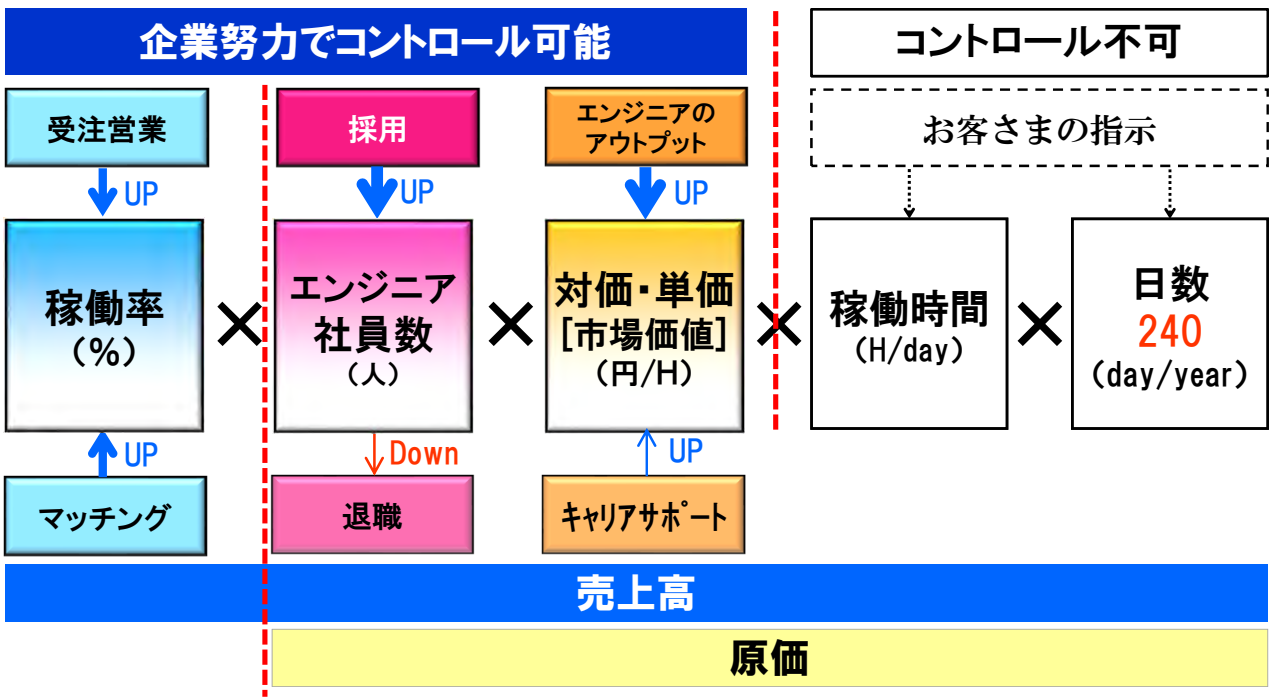 企業努力でコントロール可能
コントロール不可
受注営業
採用
エンジニアの
アウトプット
お客さまの指示
UP
UP
UP
稼働率
(%)
×
エンジニア
社員数
(人)
×
対価・単価
[市場価値]
(円/H)
×
稼働時間
(H/day)
×
日数
240
(day/year)
UP
Down
UP
マッチング
退職
キャリアサポート
売上高
原価